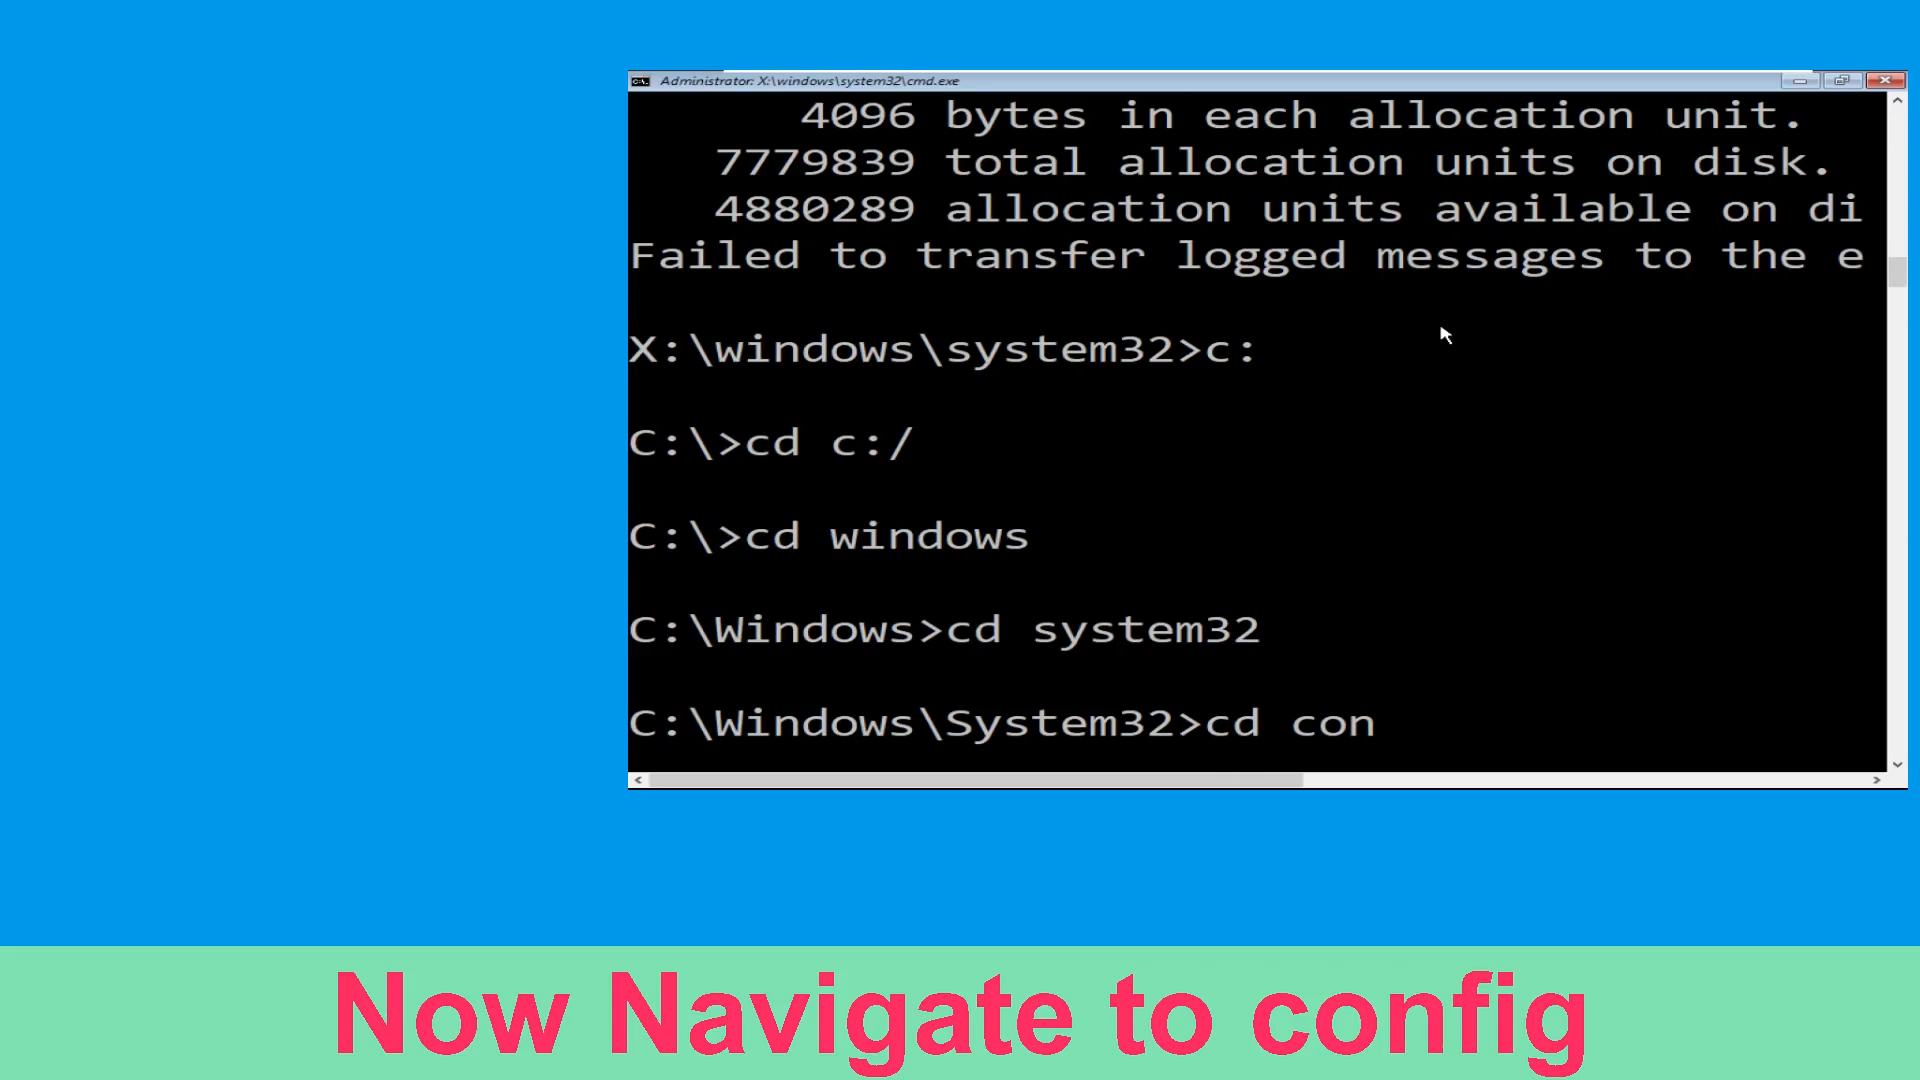 Administrator: X:\windows\system32\cmd.exe
4096 bytes in each allocation unit.
7779839 total allocation units on disk.
4880289 allocation units available on di
Failed to transfer logged messages to the e
X:\windows\system32>c:
C:\>cd c:/
C:\>cd windows
C:\Windows>cd system32
C:\Windows\System32>cd con
Now Navigate to config